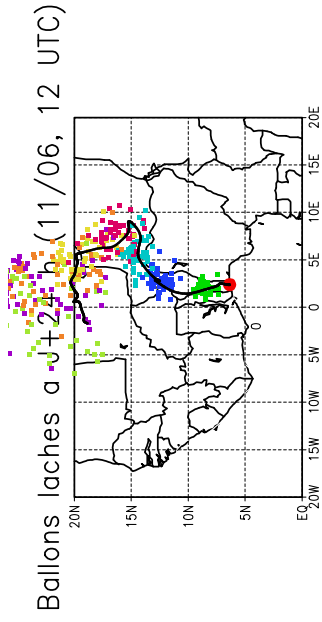 Ballons laches a J+24 h (11/06, 12 UTC)
20N
15N
10N
5N
EQ
0
20W 15W 10W 5W 0 5E 10E 15E 20E